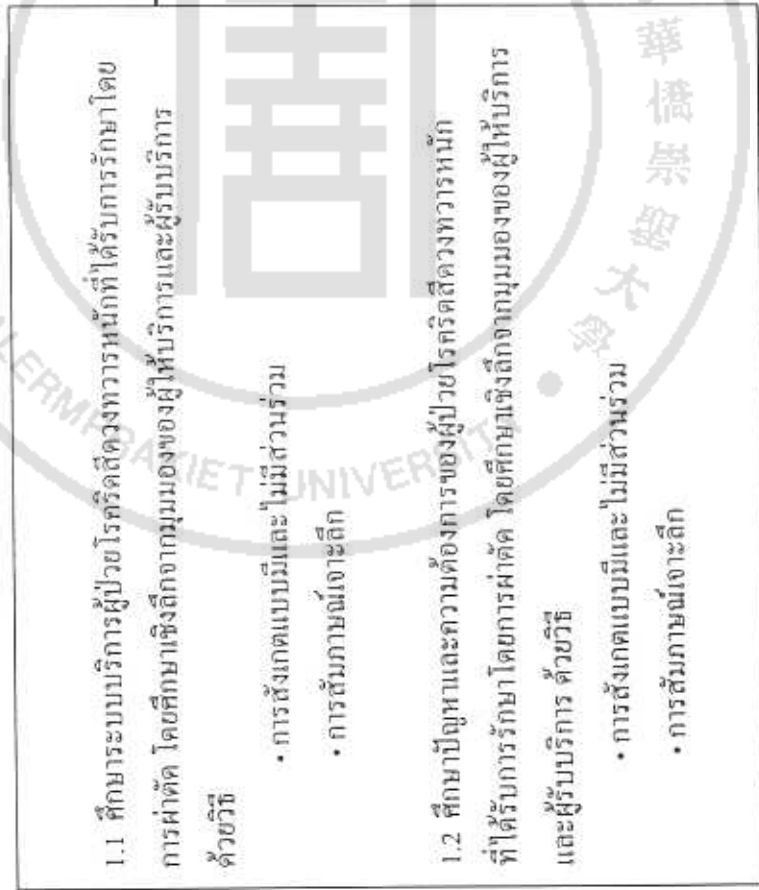 1.1 ศึกษาระบบบริการผู้ป่วยโรคริดสีดวงทวารหนักที่ได้รับการรักษาโดย
การผ่าตัด โดยศึกษาเชิงลึกจากมุมมองของผู้ให้บริการและผู้รับบริการ
ด้วยวิธี
• การสังเกตแบบมีและไม่มีส่วนร่วม
• การสัมภาษณ์เจาะลึก
1.2 ศึกษาปัญหาและความต้องการของผู้ป่วยโรคริดสีดวงทวารหนัก
ที่ได้รับการรักษาโดยการผ่าตัด โดยศึกษาเชิงลึกจากมุมมองของผู้ให้บริการ
และผู้รับบริการ ด้วยวิธี
• การสังเกตแบบมีและไม่มีส่วนร่วม
• การสัมภาษณ์เจาะลึก
華僑崇聖大學
ALERMPRAKIET UNIVERSITY